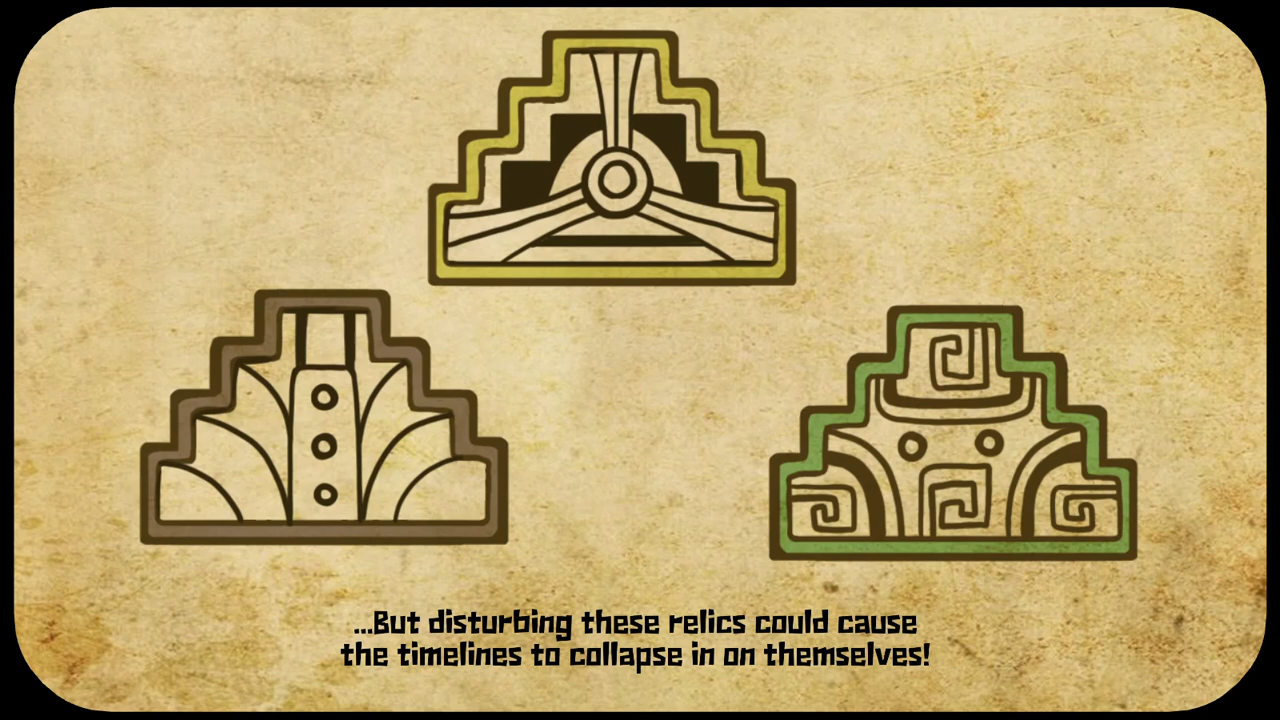 ...But disturbing these relics could cause
the timelines to collapse in on themselves!